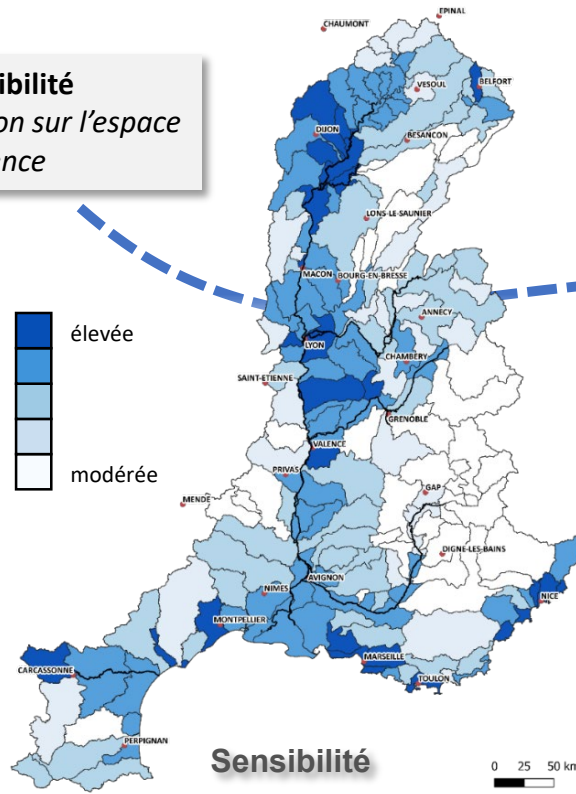 ibilité
on sur l'espace
ence
élevée
modérée
CHAUMONT
EPINAL
VESOUL
BELFORT
DIJON
BESANCON
LONS-LE-SAUNIER
MACON
BOURG-EN-BRESSE
ANNECY
LYON
CHAMBERY
SAINT-ETIENNE
GRENOBLE
VALENCE
PRIVAS
GAP
MENDE
DIGNE-LES-BAINS
AVIGNON
NIMES
NICE
MONTPELLIER
MARSEILLE
CARCASSONNE
TOULON
PERPIGNAN
Sensibilité
0 25 50 km